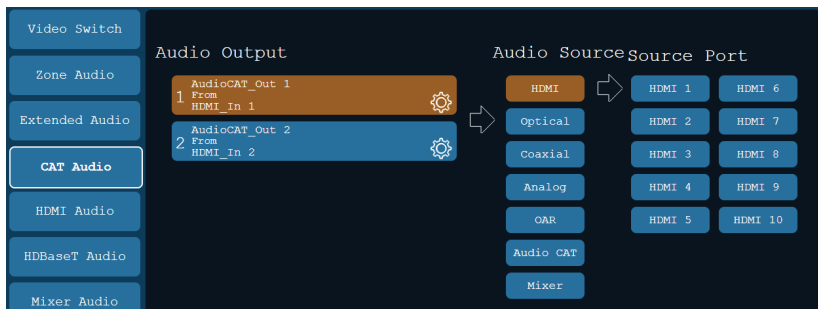 Video Switch
Zone Audio
Extended Audio
CAT Audio
HDMI Audio
HDBaseT Audio
Mixer Audio
Audio Output
1
AudioCAT_Out 1
From
HDMI_In 1
2
AudioCAT_Out 2
From
HDMI_In 2
Audio Source
HDMI
Optical
Coaxial
Analog
OAR
Audio CAT
Mixer
Source Port
HDMI 1 HDMI 6
HDMI 2 HDMI 7
HDMI 3 HDMI 8
HDMI 4 HDMI 9
HDMI 5 HDMI 10